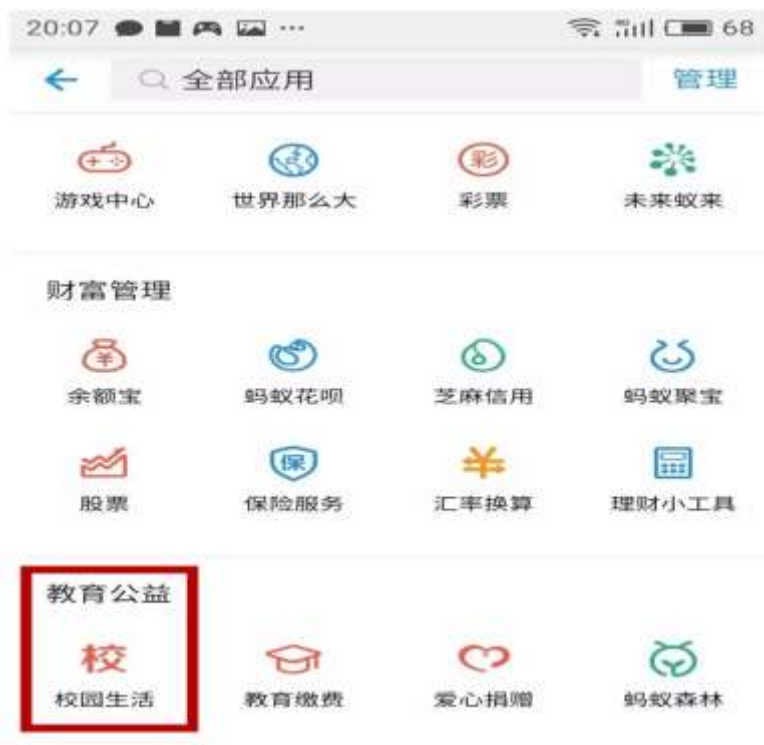 20:07 ··· 68
全部应用 管理
彩
游戏中心 世界那么大 彩票 未来蚁来
财富管理
¥
余额宝 蚂蚁花呗 芝麻信用 蚂蚁聚宝
保
股票 保险服务 汇率换算 理财小工具
教育公益
校
校园生活 教育缴费 爱心捐赠 蚂蚁森林